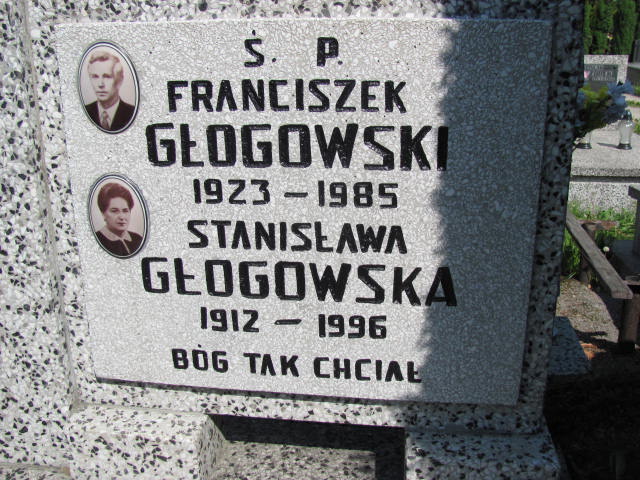 Ś. P.
FRANCISZEK
GŁOGOWSKI
1923 – 1985
STANISŁAWA
GŁOGOWSKA
1912 – 1996
BÓG TAK CHCIAŁ